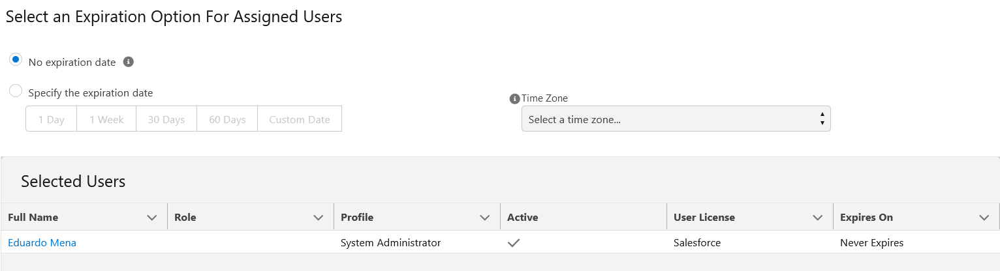 Select an Expiration Option For Assigned Users
No expiration date
Specify the expiration date
1 Day 1 Week 30 Days 60 Days Custom Date
Time Zone
Select a time zone...
Selected Users
Full Name Role Profile Active User License Expires On
Eduardo Mena System Administrator Salesforce Never Expires